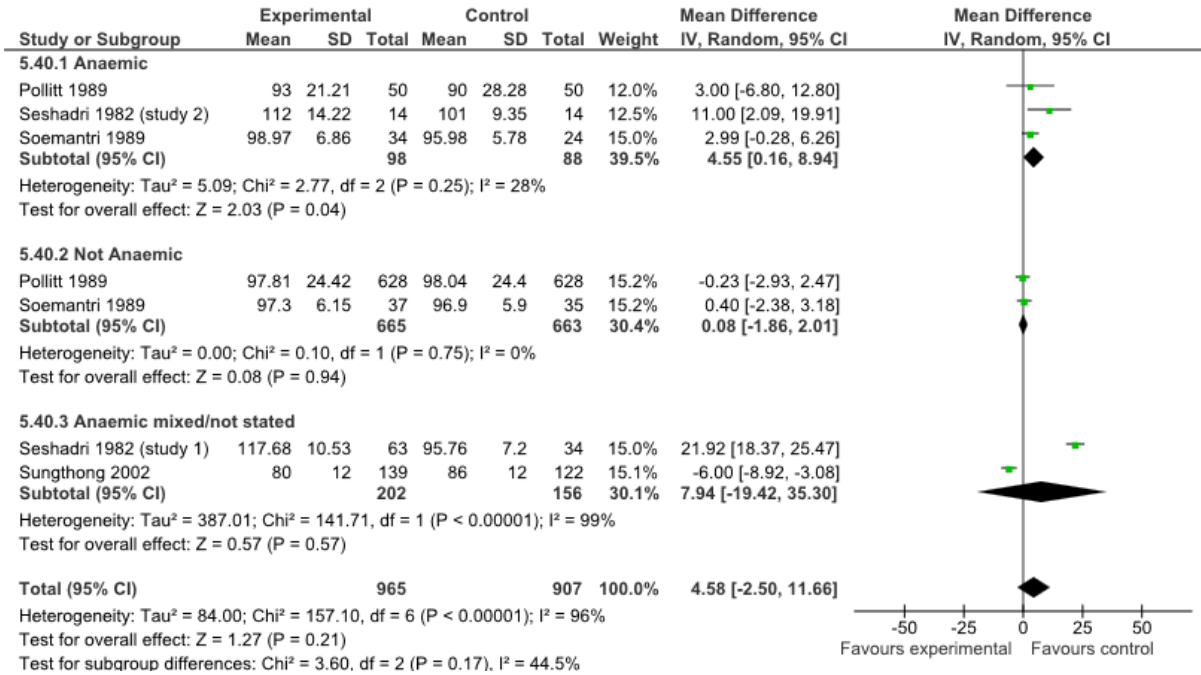 Experimental Control Mean Difference Mean Difference
Study or Subgroup Mean SD Total Mean SD Total Weight IV, Random, 95% CI IV, Random, 95% CI
5.40.1 Anaemic
Pollitt 1989 93 21.21 50 90 28.28 50 12.0% 3.00 [-6.80, 12.80]
Seshadri 1982 (study 2) 112 14.22 14 101 9.35 14 12.5% 11.00 [2.09, 19.91]
Soemantri 1989 98.97 6.86 34 95.98 5.78 24 15.0% 2.99 [-0.28, 6.26]
Subtotal (95% CI) 98 88 39.5% 4.55 [0.16, 8.94]
Heterogeneity: Tau² = 5.09; Chi² = 2.77, df = 2 (P = 0.25); I² = 28%
Test for overall effect: Z = 2.03 (P = 0.04)
5.40.2 Not Anaemic
Pollitt 1989 97.81 24.42 628 98.04 24.4 628 15.2% -0.23 [-2.93, 2.47]
Soemantri 1989 97.3 6.15 37 96.9 5.9 35 15.2% 0.40 [-2.38, 3.18]
Subtotal (95% CI) 665 663 30.4% 0.08 [-1.86, 2.01]
Heterogeneity: Tau² = 0.00; Chi² = 0.10, df = 1 (P = 0.75); I² = 0%
Test for overall effect: Z = 0.08 (P = 0.94)
5.40.3 Anaemic mixed/not stated
Seshadri 1982 (study 1) 117.68 10.53 63 95.76 7.2 34 15.0% 21.92 [18.37, 25.47]
Sungthong 2002 80 12 139 86 12 122 15.1% -6.00 [-8.92, -3.08]
Subtotal (95% CI) 202 156 30.1% 7.94 [-19.42, 35.30]
Heterogeneity: Tau² = 387.01; Chi² = 141.71, df = 1 (P < 0.00001); I² = 99%
Test for overall effect: Z = 0.57 (P = 0.57)
Total (95% CI) 965 907 100.0% 4.58 [-2.50, 11.66]
Heterogeneity: Tau² = 84.00; Chi² = 157.10, df = 6 (P < 0.00001); I² = 96%
Test for overall effect: Z = 1.27 (P = 0.21)
Test for subgroup differences: Chi² = 3.60, df = 2 (P = 0.17), I² = 44.5%
-50 -25 0 25 50
Favours experimental Favours control